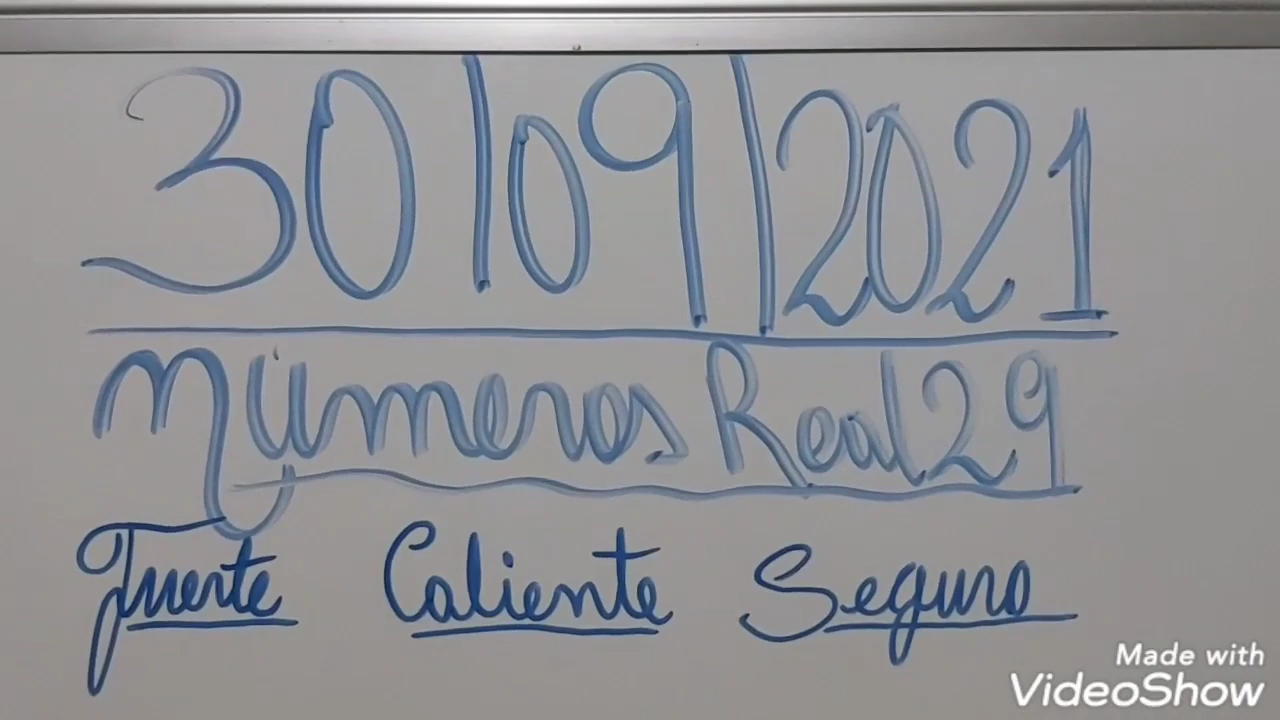 30/09/2021
Números Real 29
Fuerte Caliente Seguro
Made with
VideoShow